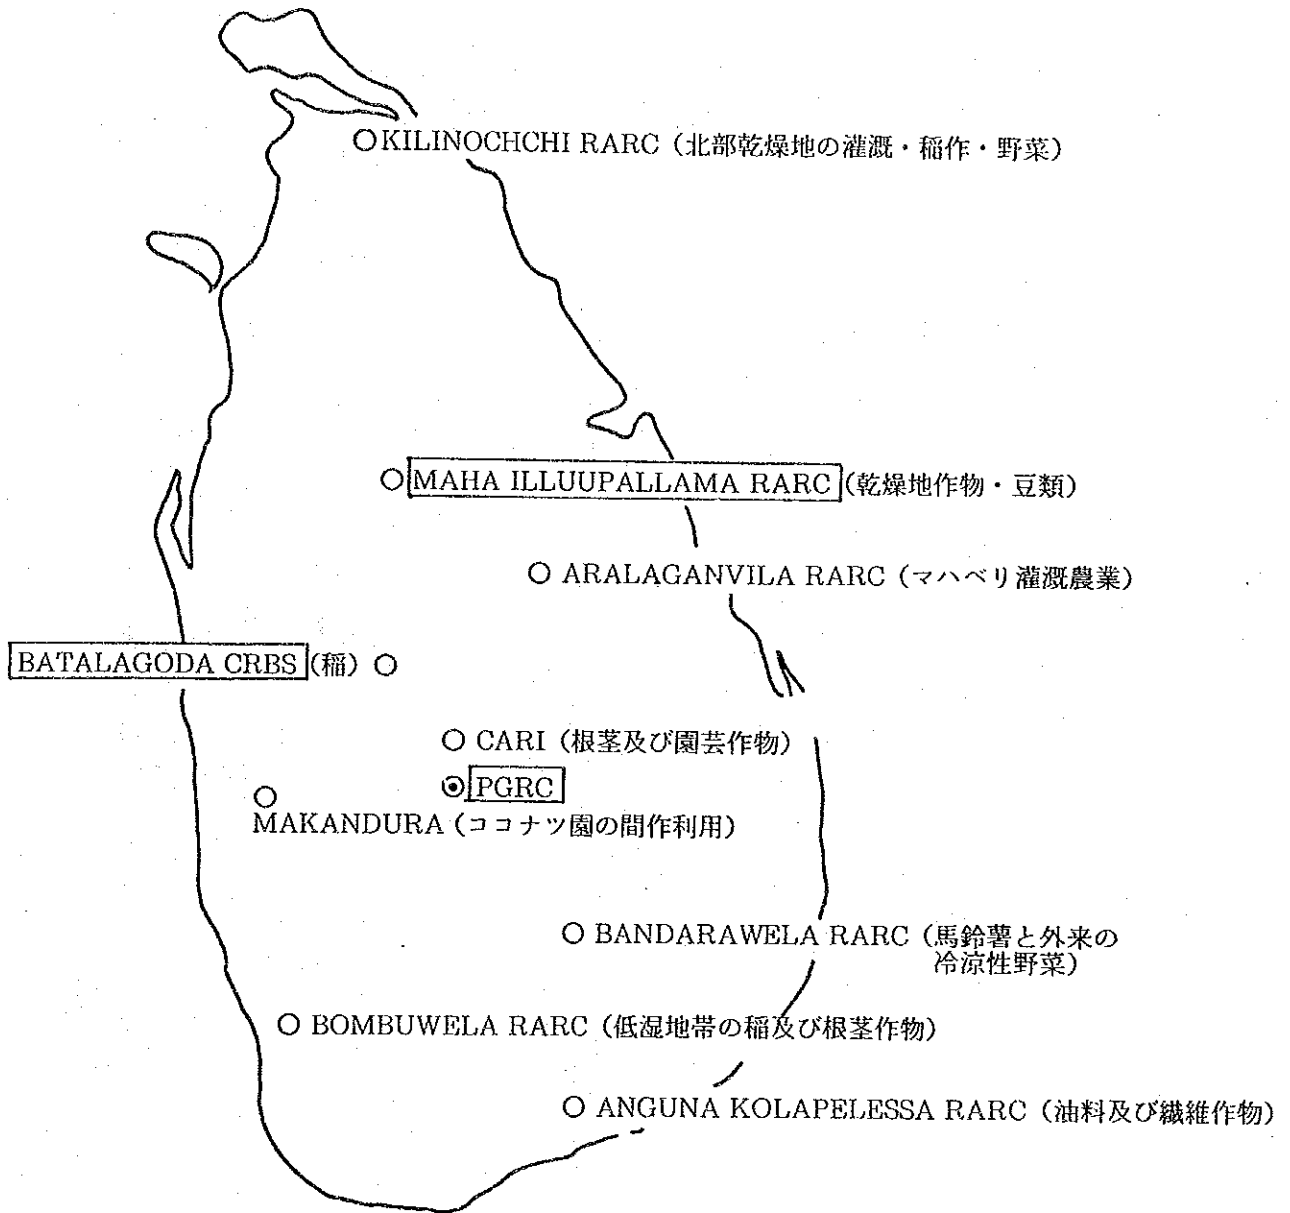 KILINOCHCHI RARC（北部乾燥地の灌漑・稲作・野菜）
MAHA ILLUUPALLAMA RARC（乾燥地作物・豆類）
ARALAGANVILA RARC（マハベリ灌漑農業）
BATALAGODA CRBS（稲）
CARI（根茎及び園芸作物）
PGRC
MAKANDURA（ココナツ園の間作利用）
BANDARAWELA RARC（馬鈴薯と外来の
冷涼性野菜）
BOMBUWELA RARC（低湿地帯の稲及び根茎作物）
ANGUNA KOLAPELESSA RARC（油料及び繊維作物）